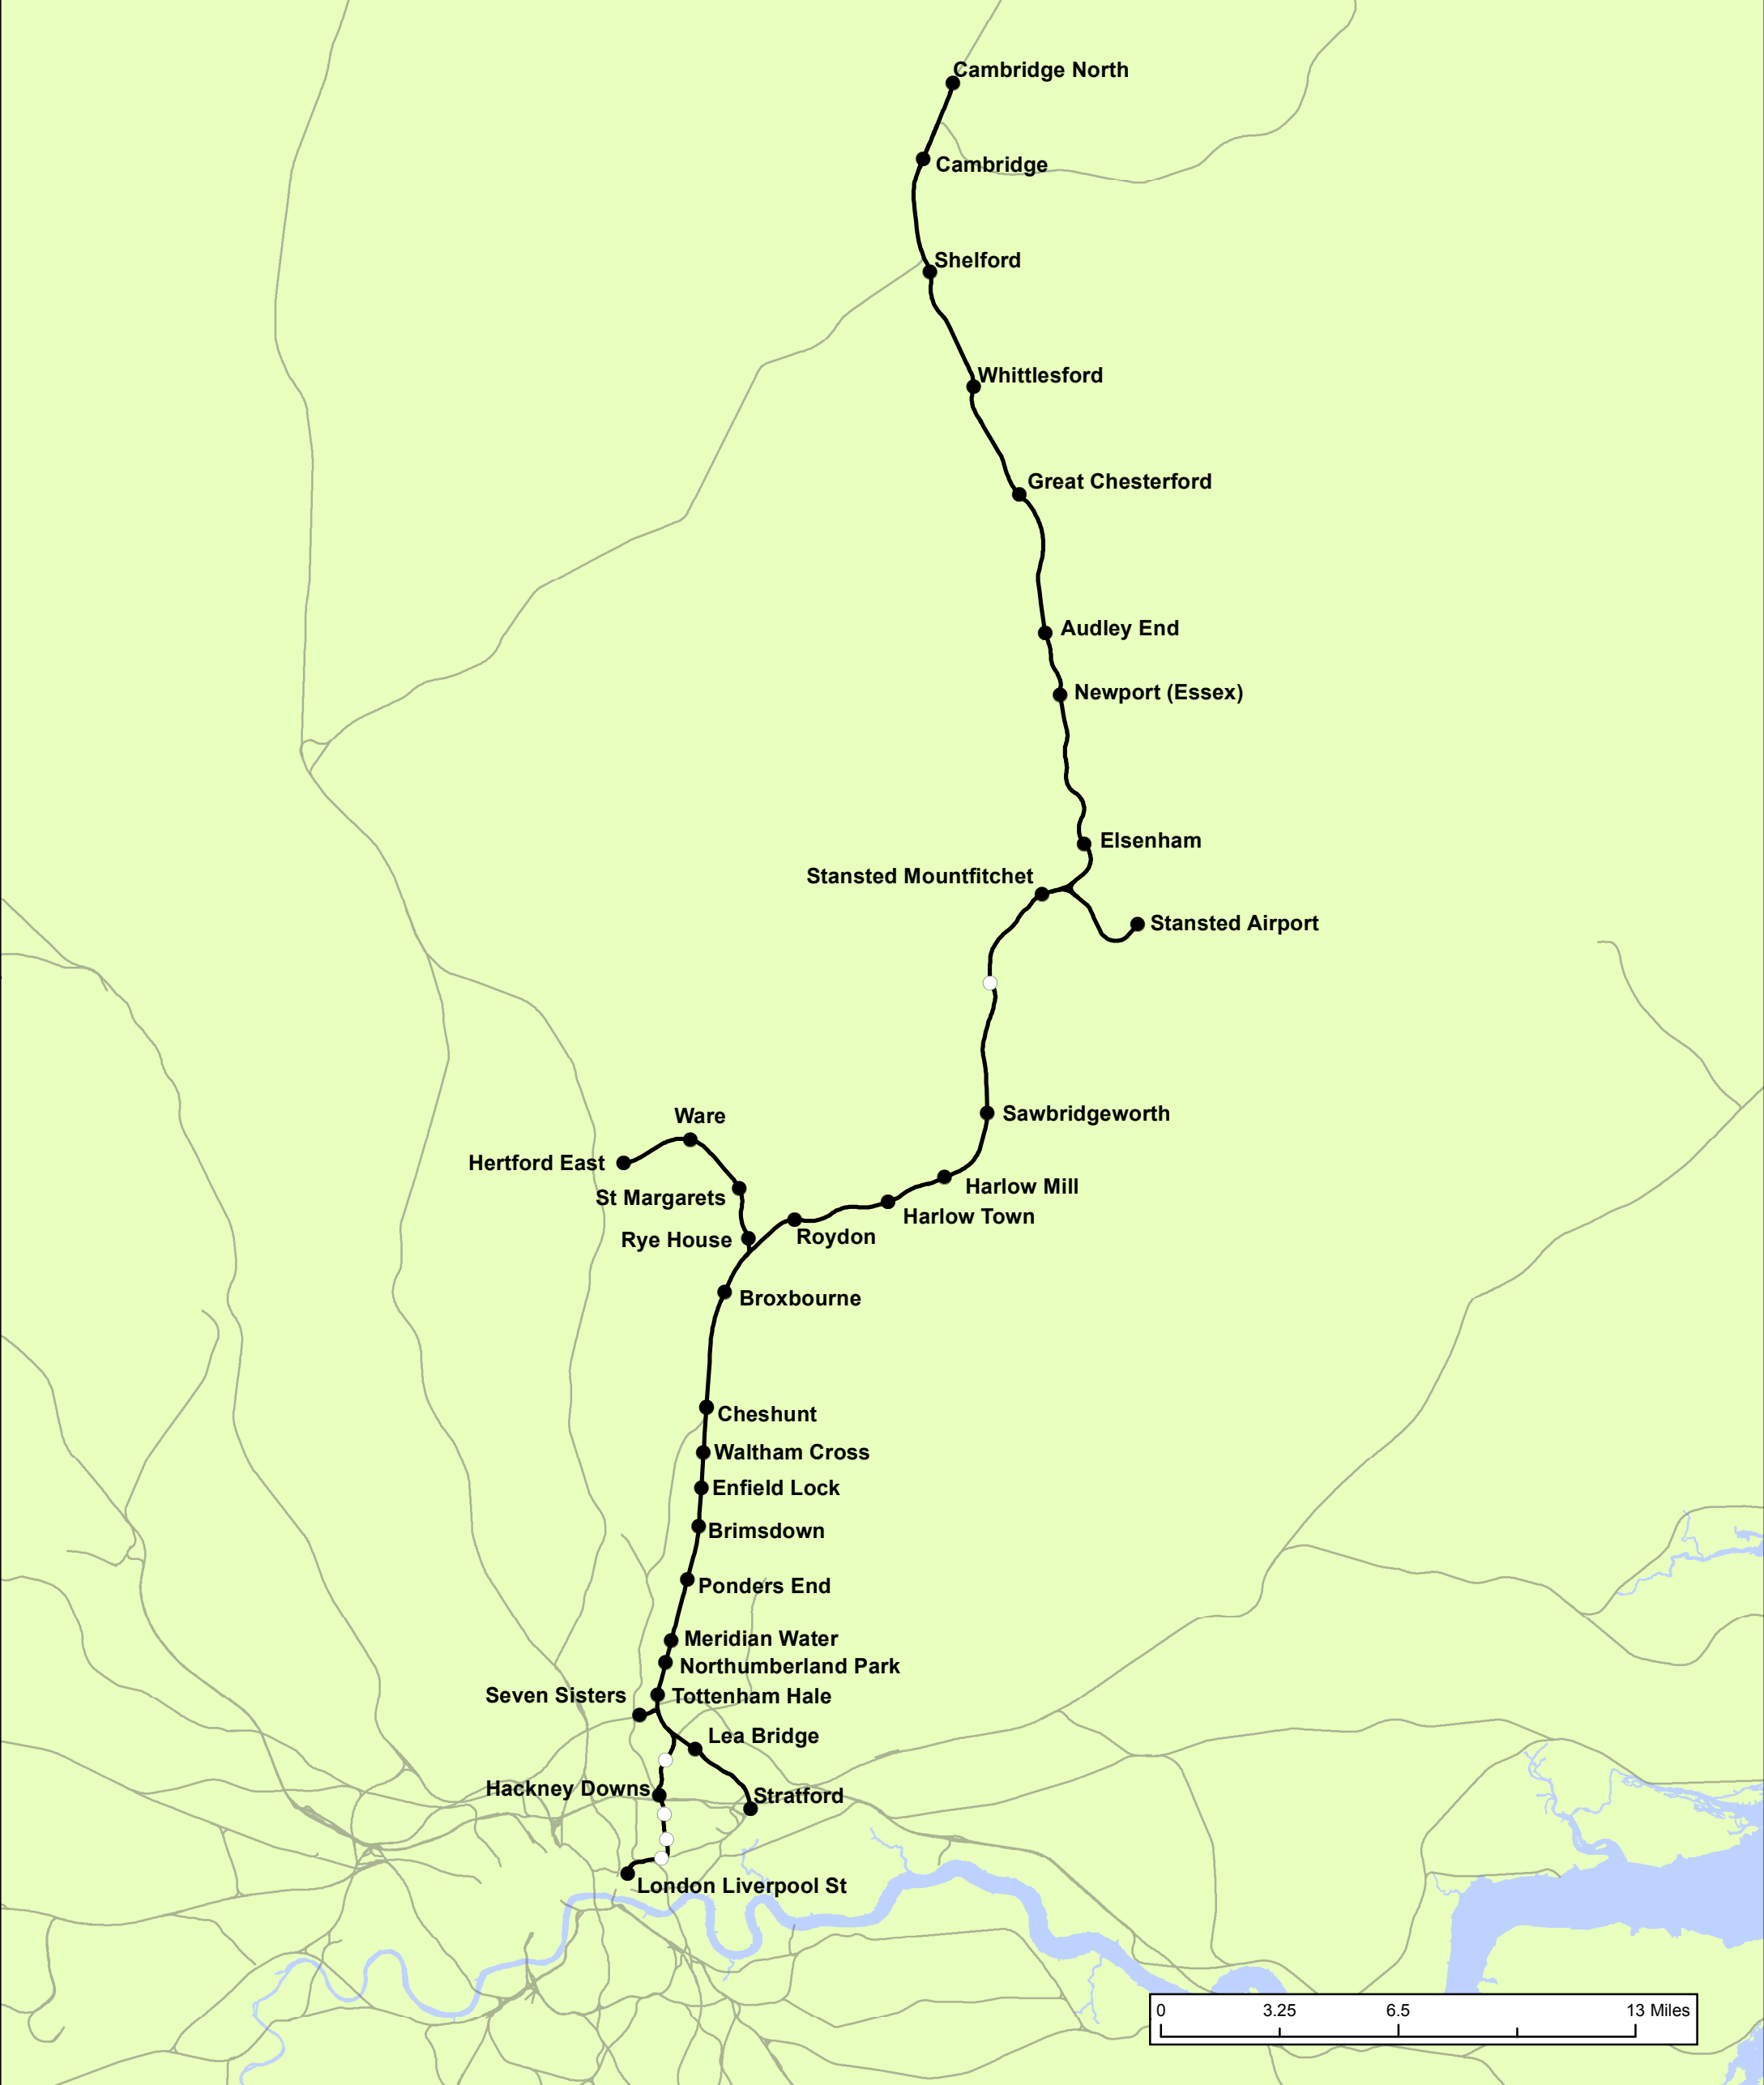 Cambridge North
Cambridge
Shelford
Whittlesford
Great Chesterford
Audley End
Newport (Essex)
Elsenham
Stansted Mountfitchet
Stansted Airport
Sawbridgeworth
Ware
Hertford East
St Margarets
Harlow Mill
Harlow Town
Rye House
Roydon
Broxbourne
Cheshunt
Waltham Cross
Enfield Lock
Brimsdown
Ponders End
Meridian Water
Northumberland Park
Seven Sisters
Tottenham Hale
Lea Bridge
Hackney Downs
Stratford
London Liverpool St
0 3.25 6.5 13 Miles